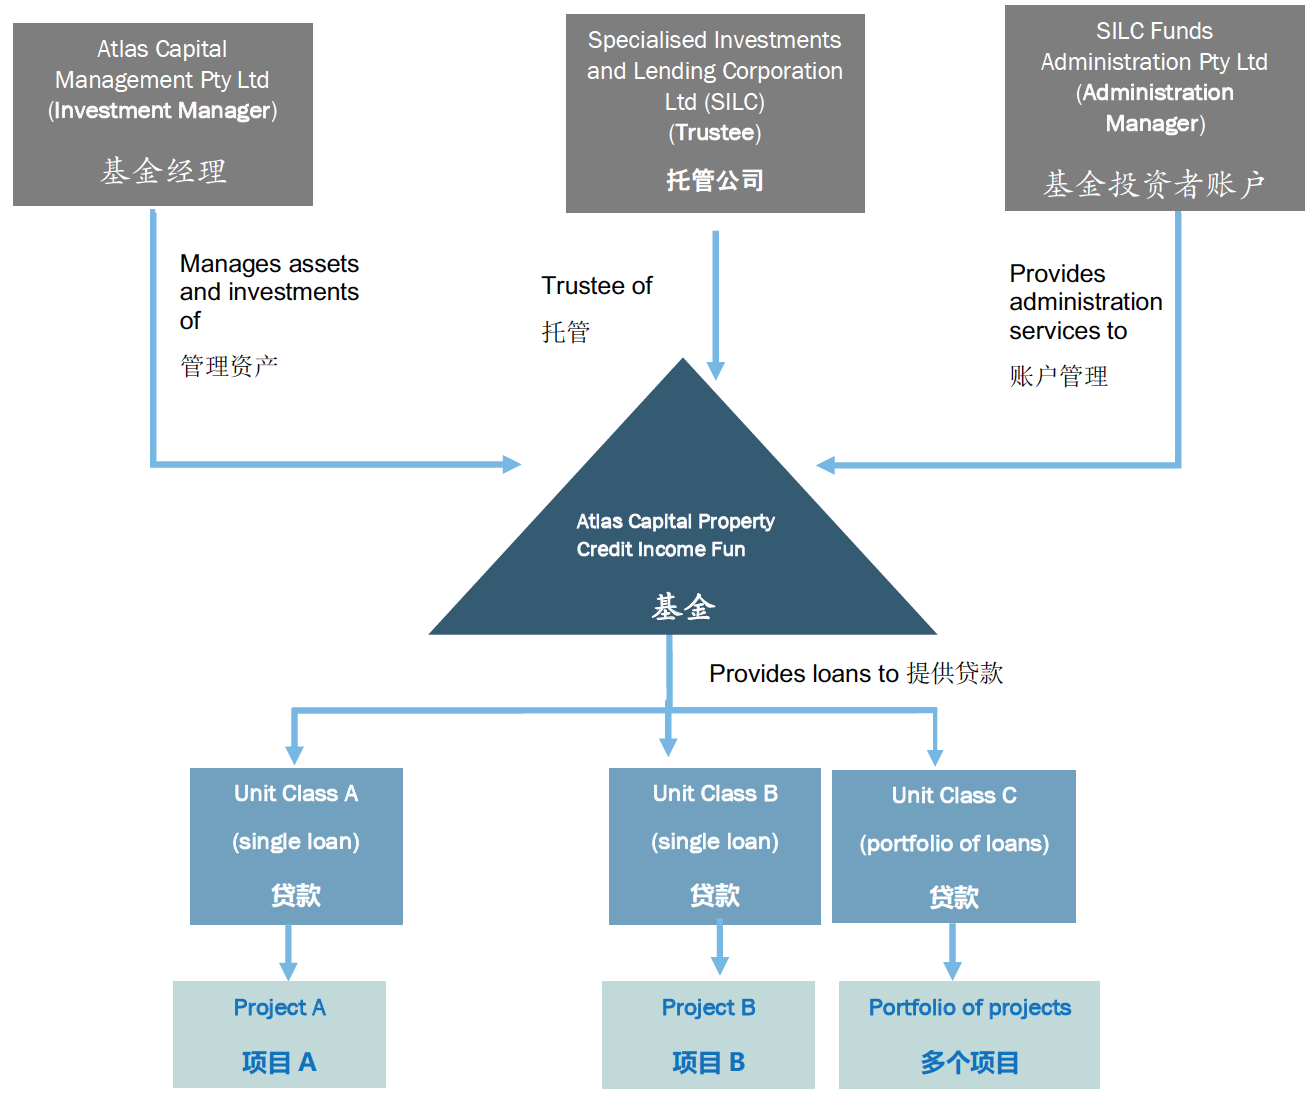 Atlas Capital
Management Pty Ltd
(Investment Manager)
基金经理
Specialised Investments
and Lending Corporation
Ltd (SILC)
(Trustee)
托管公司
SILC Funds
Administration Pty Ltd
(Administration
Manager)
基金投资者账户
Manages assets
and investments
of
管理资产
Trustee of
托管
Provides
administration
services to
账户管理
Atlas Capital Property
Credit Income Fun
基金
Provides loans to 提供贷款
Unit Class A
(single loan)
贷款
Unit Class B
(single loan)
贷款
Unit Class C
(portfolio of loans)
贷款
Project A
项目 A
Project B
项目 B
Portfolio of projects
多个项目